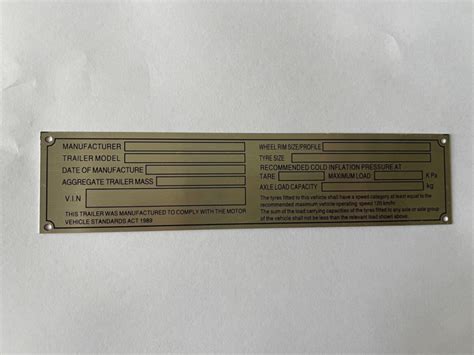 MANUFACTURER
TRAILER MODEL
DATE OF MANUFACTURE
AGGREGATE TRAILER MASS
V.I.N
THIS TRAILER WAS MANUFACTURED TO COMPLY WITH THE MOTOR
VEHICLE STANDARDS ACT 1989
WHEEL RIM SIZE/PROFILE
TYRE SIZE
RECOMMENDED COLD INFLATION PRESSURE AT
TARE MAXIMUM LOAD K Pa
AXLE LOAD CAPACITY kg
The tyres fitted to this vehicle shall have a speed category at least equal to the
recommended maximum vehicle operating speed 120 km/hr
The sum of the load carrying capacities of the tyres fitted to any axle or axle group
of the vehicle shall not be less than the relevant load shown above.